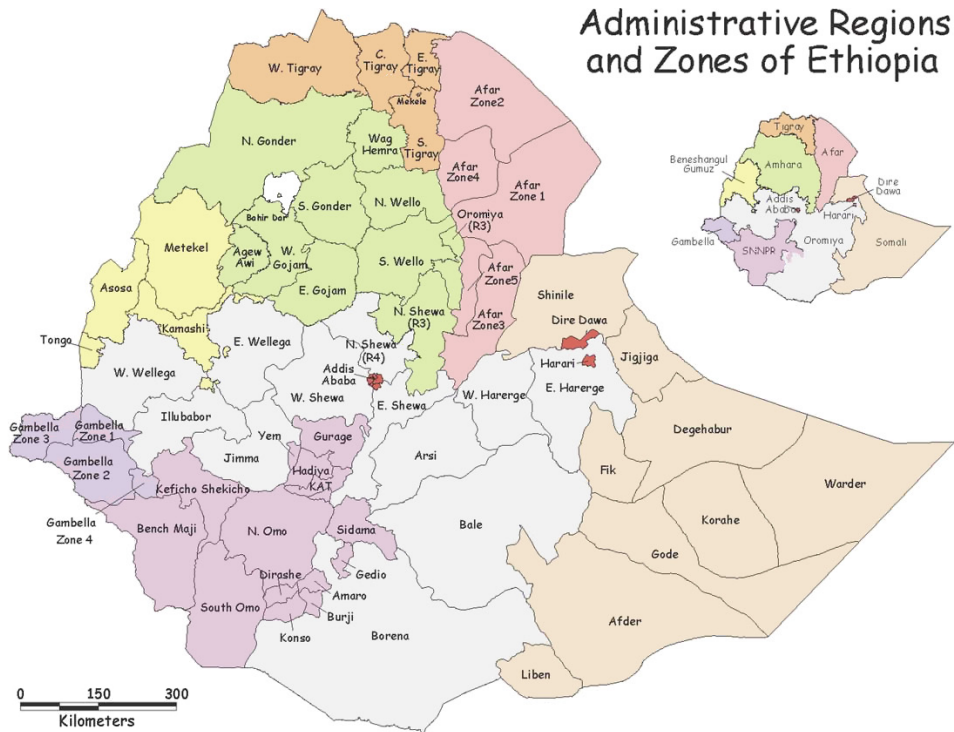 Administrative Regions
and Zones of Ethiopia
W. Tigray
C.
Tigray
E.
Tigray
Mekele
S.
Tigray
Afar
Zone2
N. Gonder
Wag
Hemra
Afar
Zone4
Afar
Zone 1
S. Gonder
N. Wello
Oromiya
(R3)
Bahir Dar
Metekel
Agew
Awi
W.
Gojam
S. Wello
E. Gojam
Afar
Zone5
Asosa
Kamashi
N. Shewa
(R3)
Afar
Zone3
Shinile
Dire Dawa
Tonga
E. Wellega
N. Shewa
(R4)
Jigjiga
W. Wellega
Addis
Ababa
Harari
W. Shewa
E. Shewa
W. Harerge
E. Harerge
Gambella
Zone 3
Gambella
Zone 1
Illubabor
Yem
Gurage
Degehabur
Gambella
Zone 2
Jimma
Hadiya
KAT
Arsi
Fik
Warder
Keficho Shekicho
Gambella
Zone 4
Bench Maji
N. Omo
Sidama
Bale
Korahe
Gode
Gedio
Dirashe
Amaro
South Omo
Burji
Konso
Borena
Afder
Liben
0 150 300
Kilometers
Tigray
Beneshangul
Gumuz
Amhara
Afar
Dire
Dawa
Addis
Ababa
Harari
Gambella
SNNPR
Oromiya
Somali